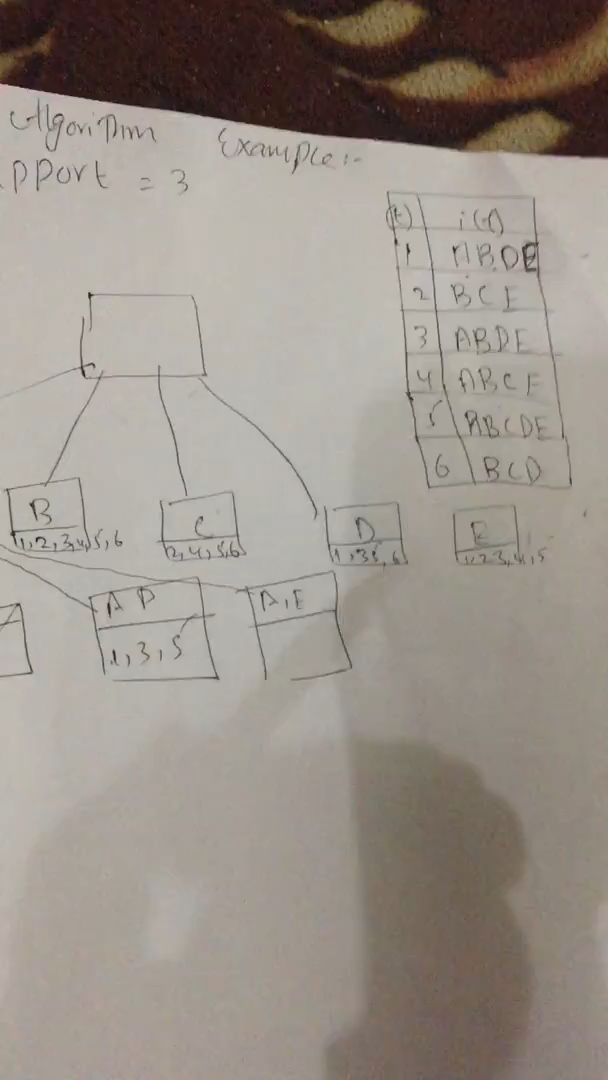 Algorithm Example :-
pport = 3
(t) i(t)
1 ABDE
2 BCE
3 ABDE
4 ABCE
5 ABCDE
6 BCD
B C D E
1,2,3,4,5,6 2,4,5,6 1,3 5,6 1,2 3,4,5
A D A,E
1,3,5